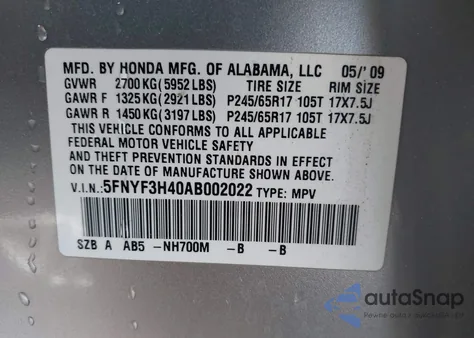 MFD. BY HONDA MFG. OF ALABAMA, LLC 05/'09
GVWR 2700KG(5952LBS) TIRE SIZE RIM SIZE
GAWR F 1325KG(2921LBS) P245/65R17 105T 17X7.5J
GAWR R 1450KG(3197LBS) P245/65R17 105T 17X7.5J
THIS VEHICLE CONFORMS TO ALL APPLICABLE
FEDERAL MOTOR VEHICLE SAFETY
AND THEFT PREVENTION STANDARDS IN EFFECT
ON THE DATE OF MANUFACTURE SHOWN ABOVE.
V.I.N.:5FNYF3H40AB002022 TYPE: MPV
SZB A AB5 -NH700M -B -B
autoSnap
Pewne auto z